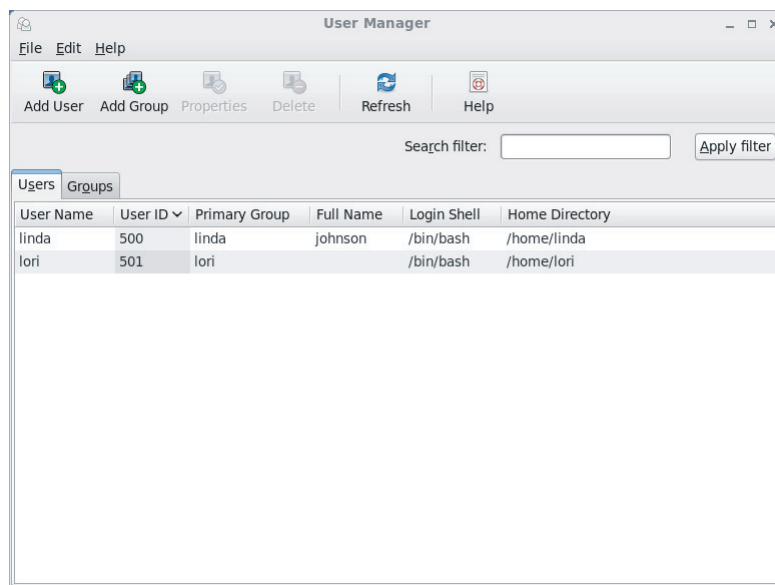 User Manager
File Edit Help
Add User Add Group Properties Delete Refresh Help
Search filter: Apply filter
Users Groups
User Name User ID Primary Group Full Name Login Shell Home Directory
linda 500 linda johnson /bin/bash /home/linda
lori 501 lori /bin/bash /home/lori